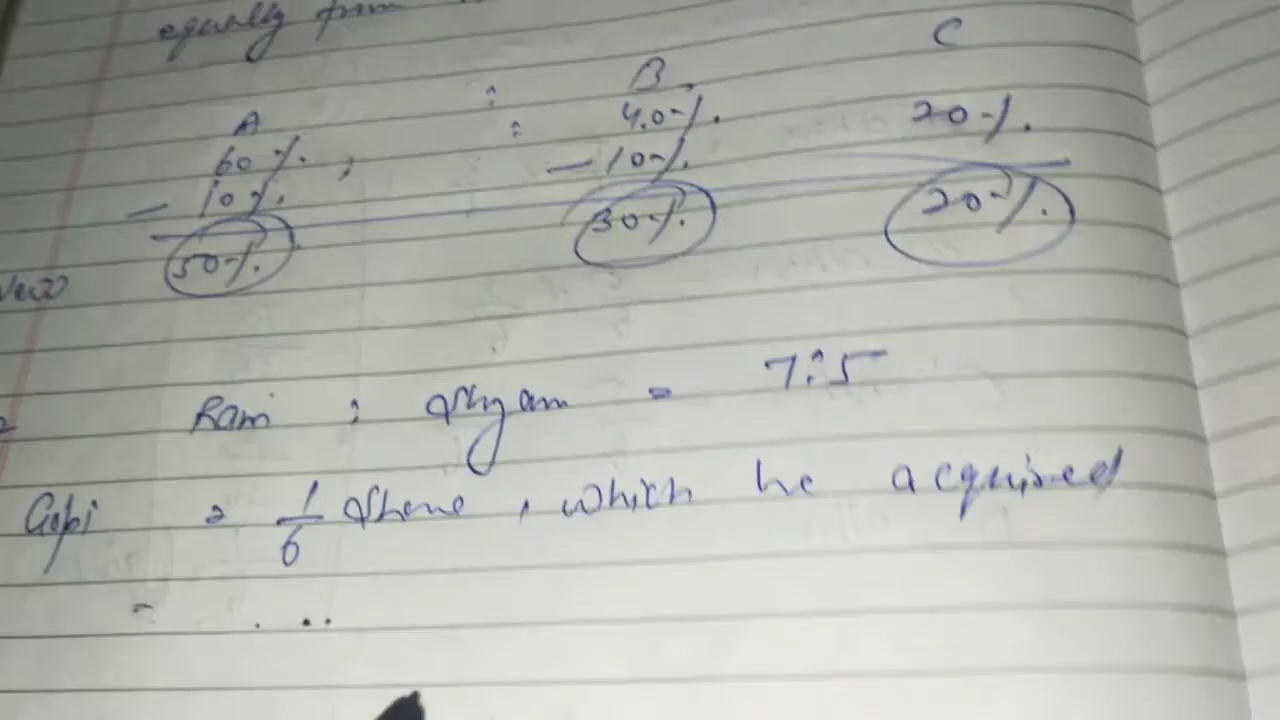 equally from
A : B C
60%. , : 40%. 20%.
- 10%. - 10%.
50%. 30%. 20%.
Ram : Shyam = 7:5
Gopi = 1/6 Share, which he acquired